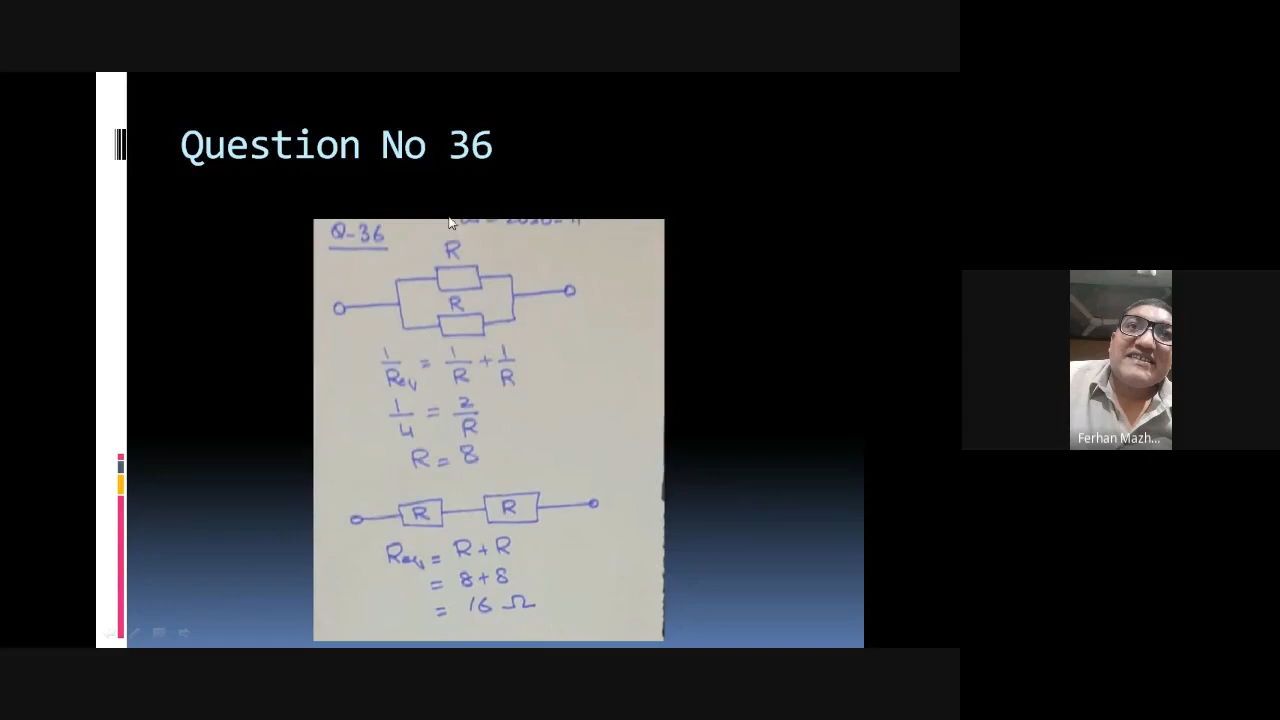 Question No 36
Q-36
R
R
1/Req = 1/R + 1/R
1/4 = 2/R
R = 8
R R
Req = R + R
= 8 + 8
= 16 Ω
Ferhan Mazh...